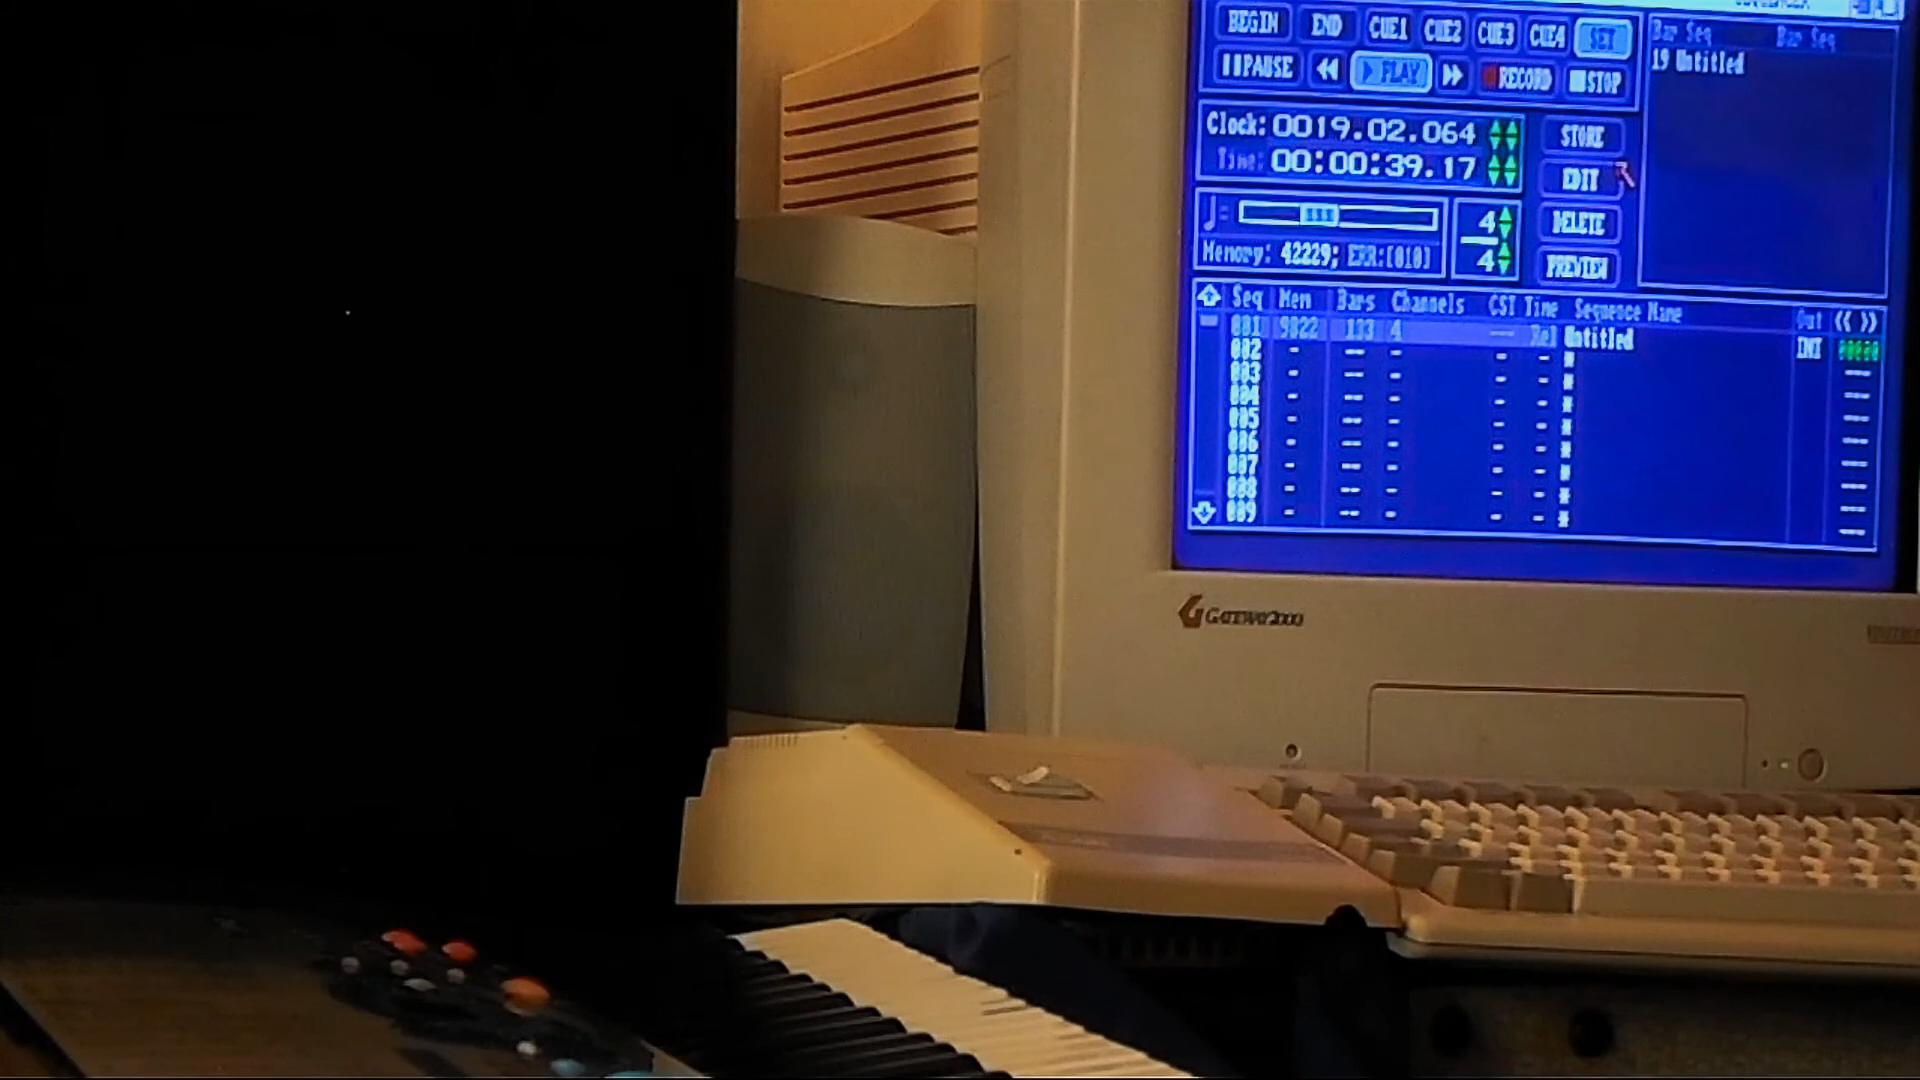 BEGIN END CUE1 CUE2 CUE3 CUE4 SET
PAUSE PLAY RECORD STOP
Bar Seq Bar Seq
19 Untitled
Clock: 0019.02.064
Time: 00:00:39.17
STORE
EDIT
DELETE
PREVIEW
4
4
Memory: 42229; ERR:[010]
Seq Mem Bars Channels CST Time Sequence Name Out << >>
001 9822 133 4 --- Rel Untitled
002 - -- - - - * INT
003 - -- - - - * ---
004 - -- - - - * ---
005 - -- - - - * ---
006 - -- - - - * ---
007 - -- - - - * ---
008 - -- - - - * ---
009 - -- - - - * ---
GATEWAY2000